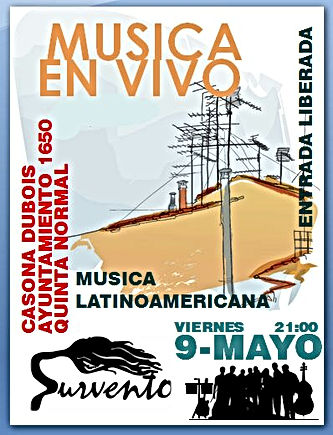 MUSICA
EN VIVO
ENTRADA LIBERADA
CASONA DUBOIS
AYUNTAMIENTO 1650
QUINTA NORMAL
MUSICA
LATINOAMERICANA
VIERNES 21:00
9-MAYO
Survento